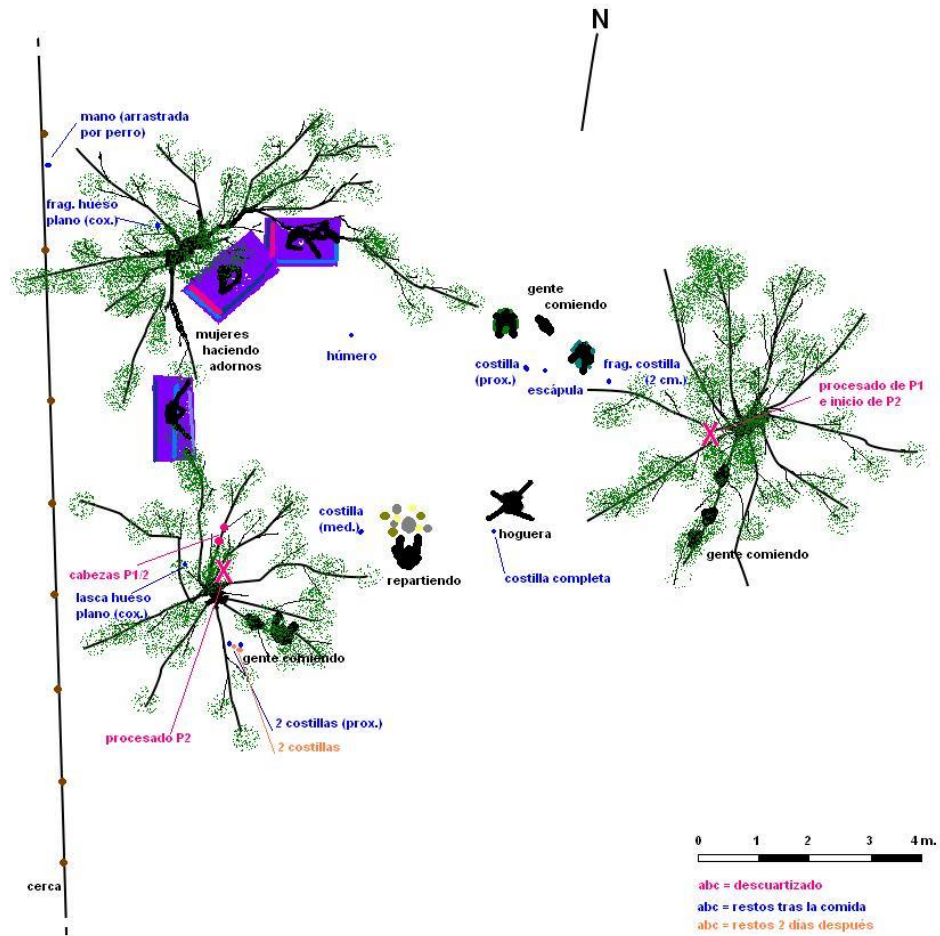 N
mano (arrastrada
por perro)
frag. hueso
plano (cox.)
mujeres
haciendo
adornos
húmero
gente
comiendo
costilla
(prox.)
escápula
frag. costilla
(2 cm.)
procesado de P1
e inicio de P2
costilla
(med.)
repartiendo
hoguera
costilla completa
gente comiendo
cabezas P1/2
lasca hueso
plano (cox.)
gente comiendo
2 costillas (prox.)
2 costillas
procesado P2
cerca
0 1 2 3 4 m.
abc = descuartizado
abc = restos tras la comida
abc = restos 2 días después